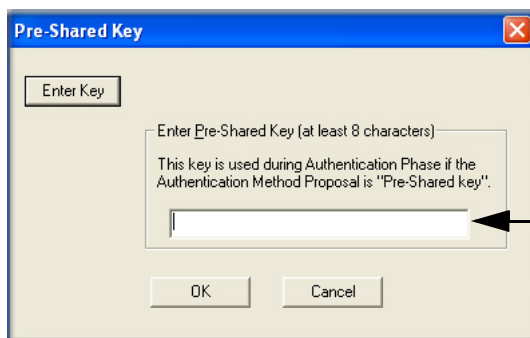 Pre-Shared Key
Enter Key
Enter Pre-Shared Key (at least 8 characters)
This key is used during Authentication Phase if the
Authentication Method Proposal is "Pre-Shared key".
OK Cancel